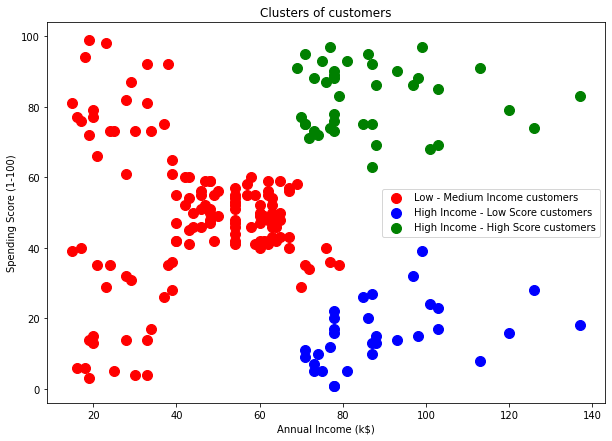 Clusters of customers
Spending Score (1-100)
100
80
60
40
20
0
Low - Medium Income customers
High Income - Low Score customers
High Income - High Score customers
20 40 60 80 100 120 140
Annual Income (k$)